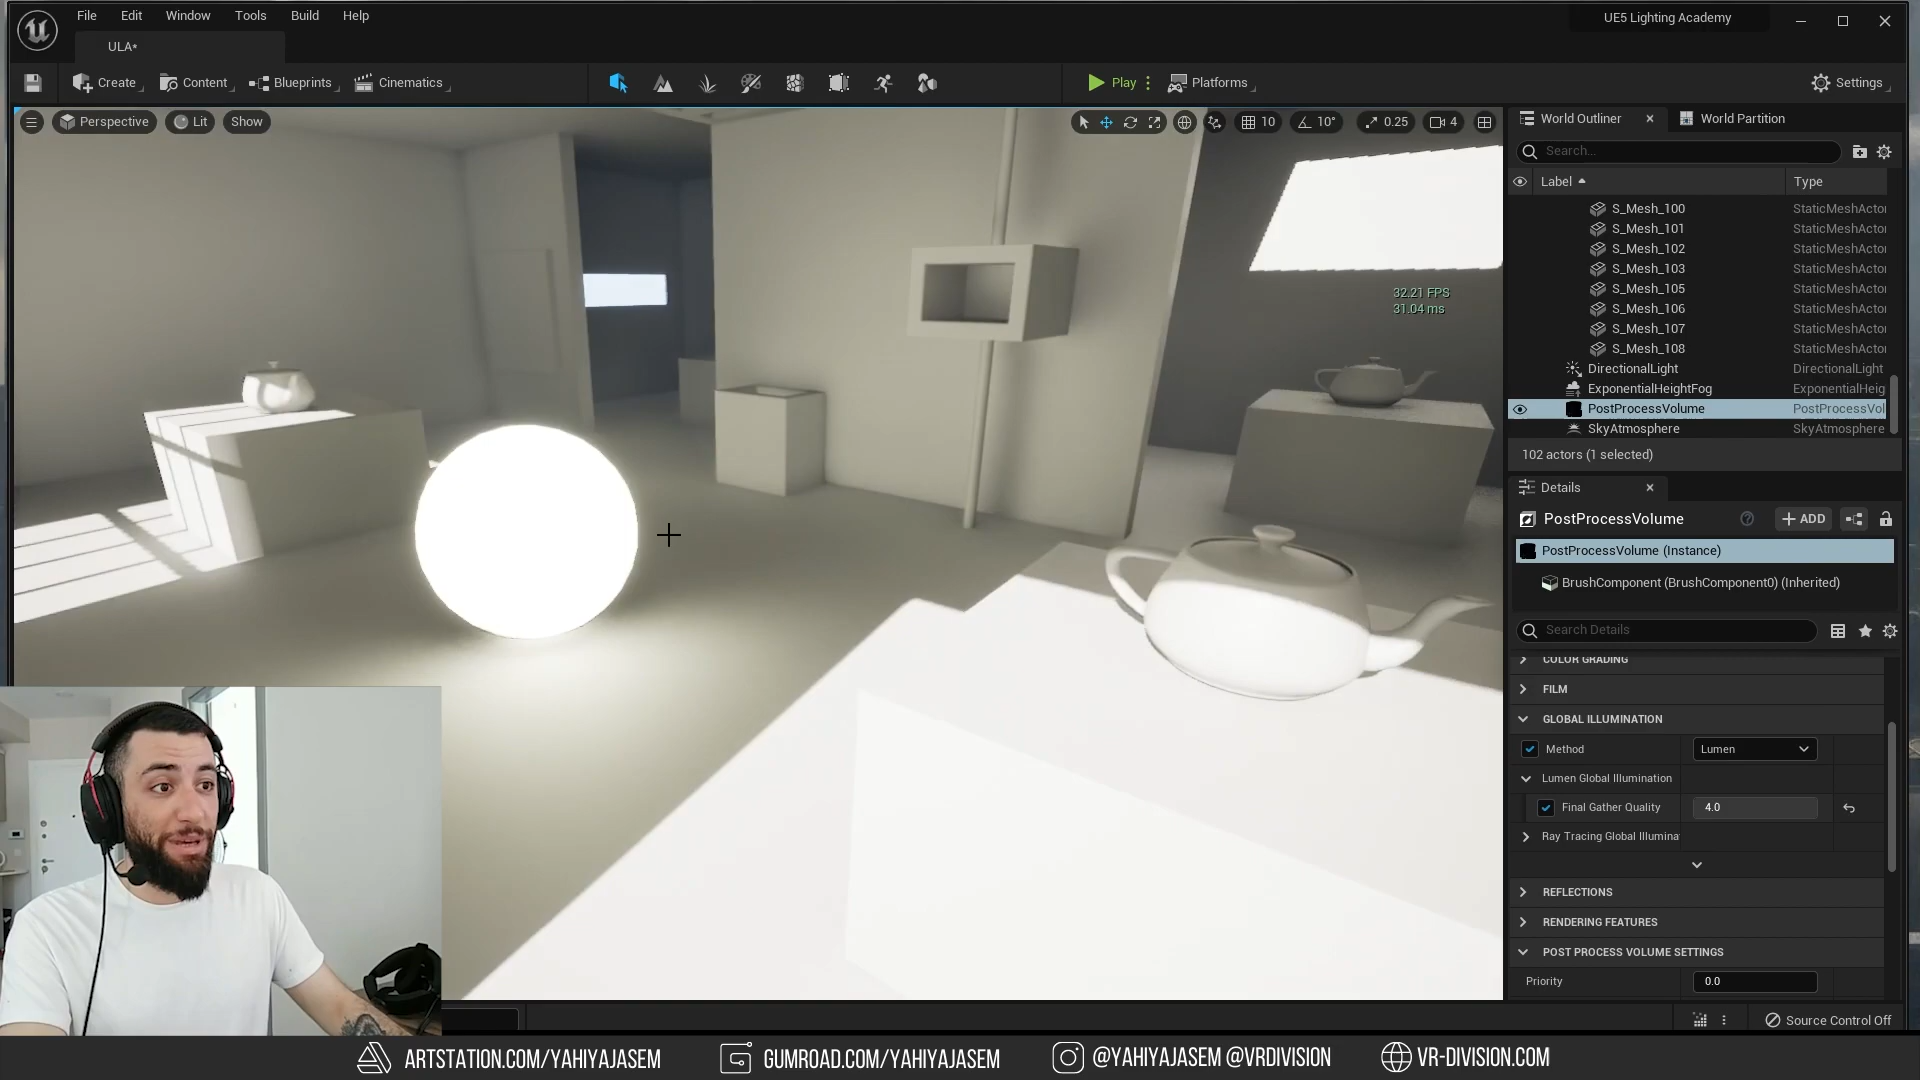 File Edit Window Tools Build Help
UE5 Lighting Academy
ULA*
Create Content Blueprints Cinematics Play Platforms Settings
Perspective Lit Show 10 10° 0.25 4
World Outliner World Partition
Search...
Label Type
S_Mesh_100 StaticMeshActor
S_Mesh_101 StaticMeshActor
S_Mesh_102 StaticMeshActor
S_Mesh_103 StaticMeshActor
S_Mesh_105 StaticMeshActor
S_Mesh_106 StaticMeshActor
S_Mesh_107 StaticMeshActor
S_Mesh_108 StaticMeshActor
DirectionalLight DirectionalLight
ExponentialHeightFog ExponentialHeig
PostProcessVolume PostProcessVol
SkyAtmosphere SkyAtmosphere
102 actors (1 selected)
32.21 FPS
31.04 ms
Details
PostProcessVolume ADD
PostProcessVolume (Instance)
BrushComponent (BrushComponent0) (Inherited)
Search Details
COLOR GRADING
FILM
GLOBAL ILLUMINATION
Method Lumen
Lumen Global Illumination
Final Gather Quality 4.0
Ray Tracing Global Illumina
REFLECTIONS
RENDERING FEATURES
POST PROCESS VOLUME SETTINGS
Priority 0.0
Source Control Off
ARTSTATION.COM/YAHIYAJASEM GUMROAD.COM/YAHIYAJASEM @YAHIYAJASEM @VRDIVISION VR-DIVISION.COM